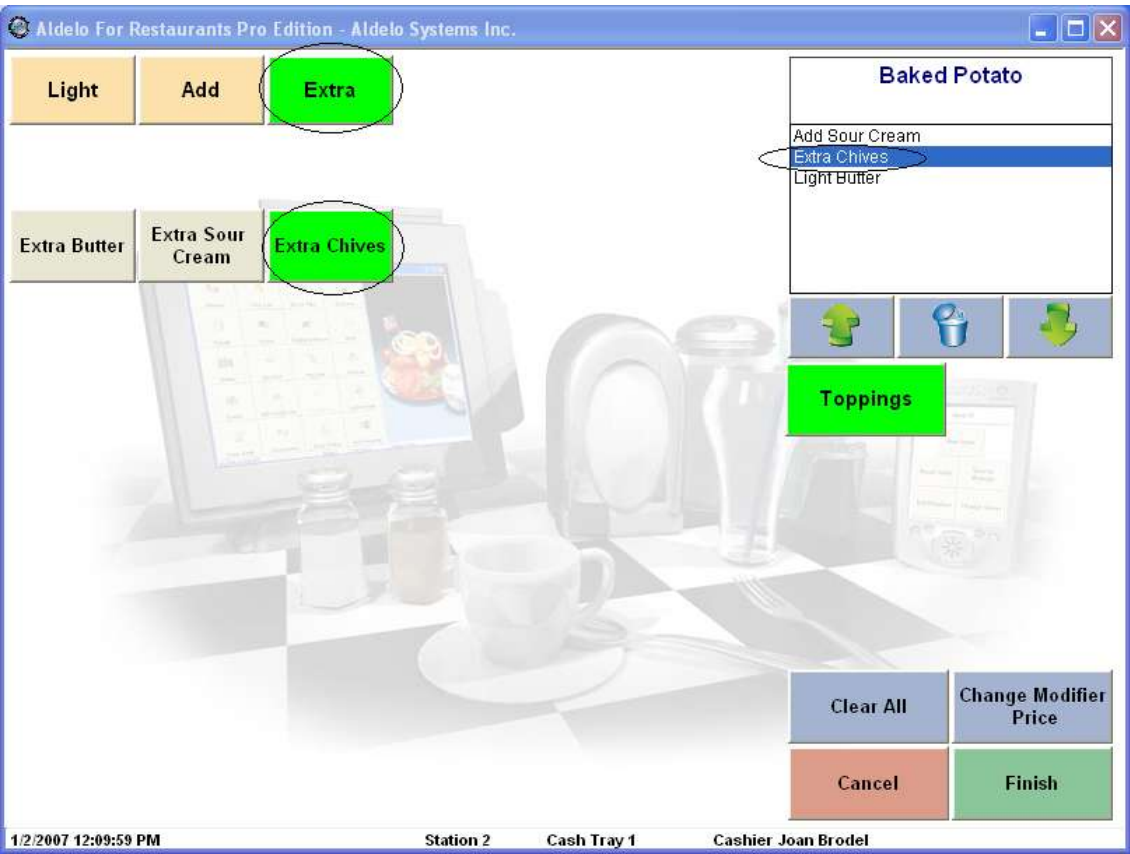 Aldelo For Restaurants Pro Edition - Aldelo Systems Inc.
Light
Add
Extra
Baked Potato
Add Sour Cream
Extra Chives
Light Butter
Extra Butter
Extra Sour
Cream
Extra Chives
Toppings
Clear All
Change Modifier
Price
Cancel
Finish
1/2/2007 12:09:59 PM
Station 2
Cash Tray 1
Cashier Joan Brodel